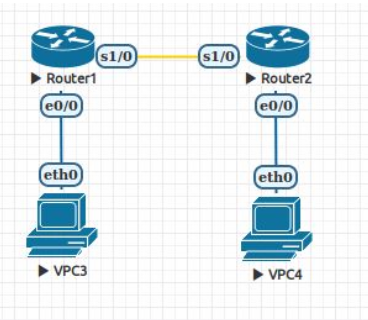 s1/0 s1/0
▶ Router1 ▶ Router2
e0/0 e0/0
eth0 eth0
▶ VPC3 ▶ VPC4